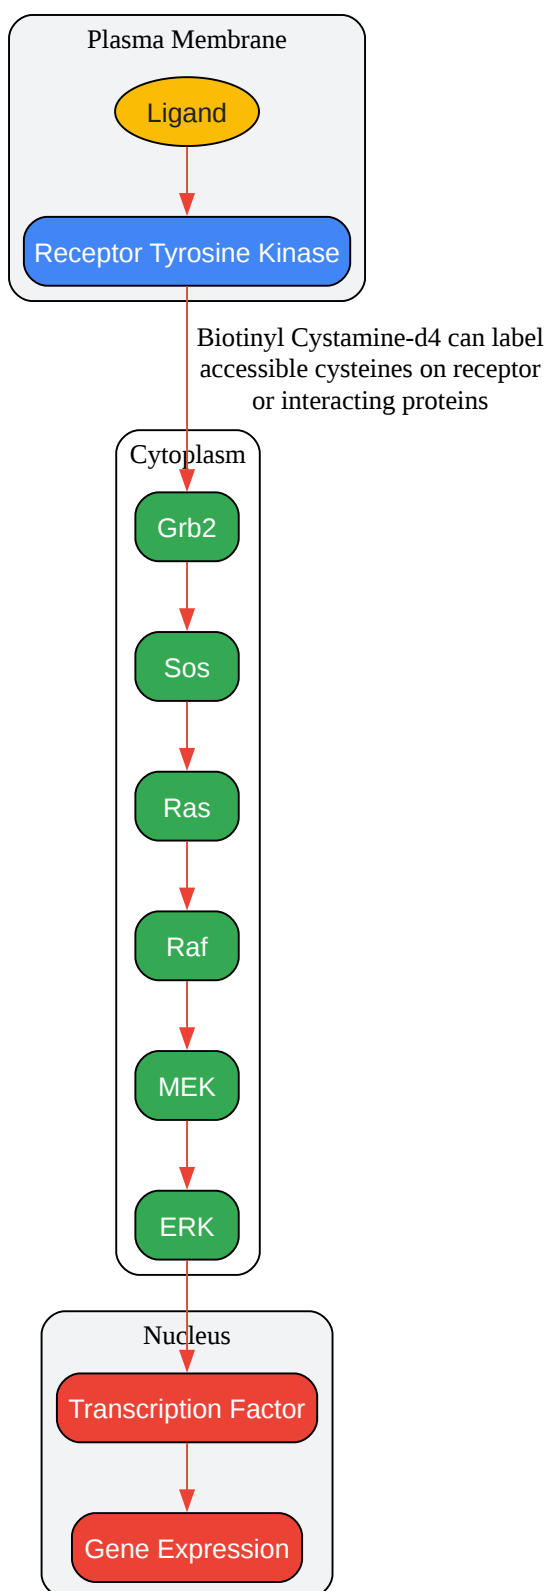 Plasma Membrane
Ligand
Receptor Tyrosine Kinase
Biotinyl Cystamine-d4 can label
accessible cysteines on receptor
or interacting proteins
Cytoplasm
Grb2
Sos
Ras
Raf
MEK
ERK
Nucleus
Transcription Factor
Gene Expression